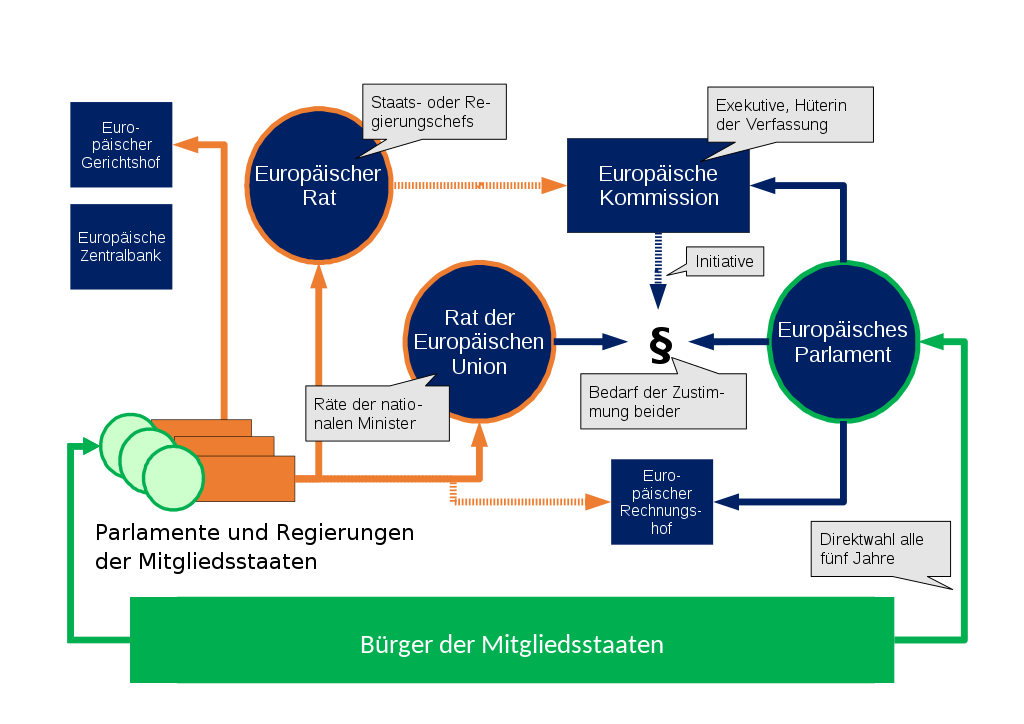 Staats- oder Re-
gierungschefs
Exekutive, Hüterin
der Verfassung
Euro-
päischer
Gerichtshof
Europäischer
Rat
Europäische
Kommission
Europäische
Zentralbank
Initiative
Rat der
Europäischen
Union
§
Europäisches
Parlament
Räte der natio-
nalen Minister
Bedarf der Zustim-
mung beider
Euro-
päischer
Rechnungs-
hof
Parlamente und Regierungen
der Mitgliedsstaaten
Direktwahl alle
fünf Jahre
Bürger der Mitgliedsstaaten